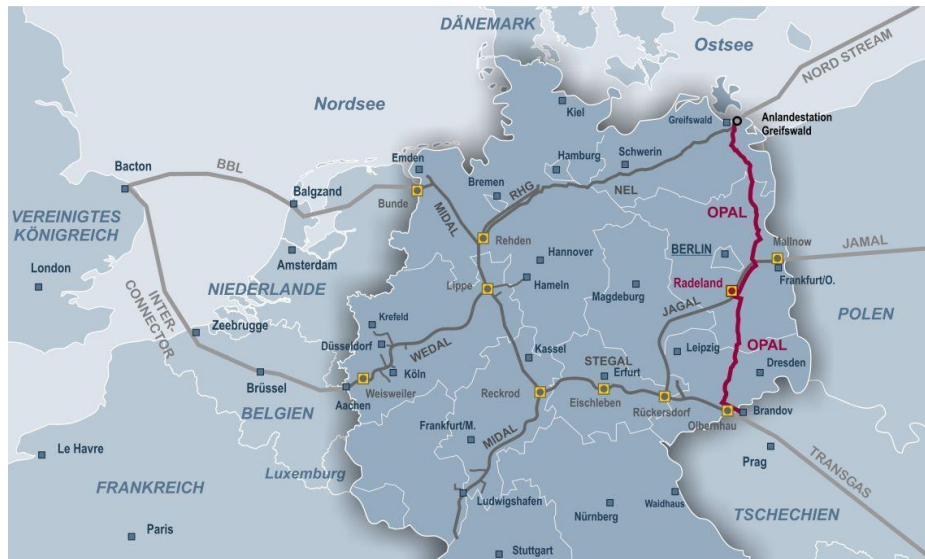 DÄNEMARK
Ostsee
NORD STREAM
Nordsee
Kiel
Greifswald
Anlandestation
Greifswald
Emden
Hamburg
Schwerin
Bacton
BBL
Balgzand
Bunde
Bremen
RHG
NEL
MIDAL
OPAL
VEREINIGTES
KÖNIGREICH
Rehden
Hannover
BERLIN
Mallnow
JAMAL
London
Amsterdam
NIEDERLANDE
Lippe
Hameln
Magdeburg
Radeland
Frankfurt/O.
INTER-
CONNECTOR
Zeebrugge
Krefeld
JAGAL
POLEN
Düsseldorf
WEDAL
Kassel
STEGAL
Leipzig
OPAL
Dresden
Brüssel
Köln
Erfurt
BELGIEN
Aachen
Weisweiler
Reckrod
Eischleben
Rückersdorf
Olbernhau
Brandov
Frankfurt/M.
MIDAL
Le Havre
Luxemburg
Prag
TRANSGAS
FRANKREICH
Ludwigshafen
Waidhaus
Nürnberg
TSCHECHIEN
Paris
Stuttgart